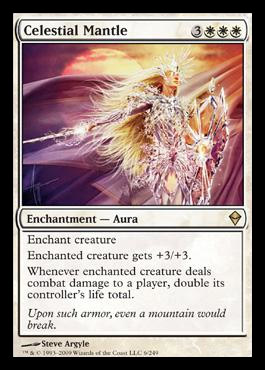 Celestial Mantle 3
Enchantment — Aura
Enchant creature
Enchanted creature gets +3/+3.
Whenever enchanted creature deals
combat damage to a player, double its
controller's life total.
Upon such armor, even a mountain would
break.
Steve Argyle
™ & © 1993–2009 Wizards of the Coast LLC 6/249